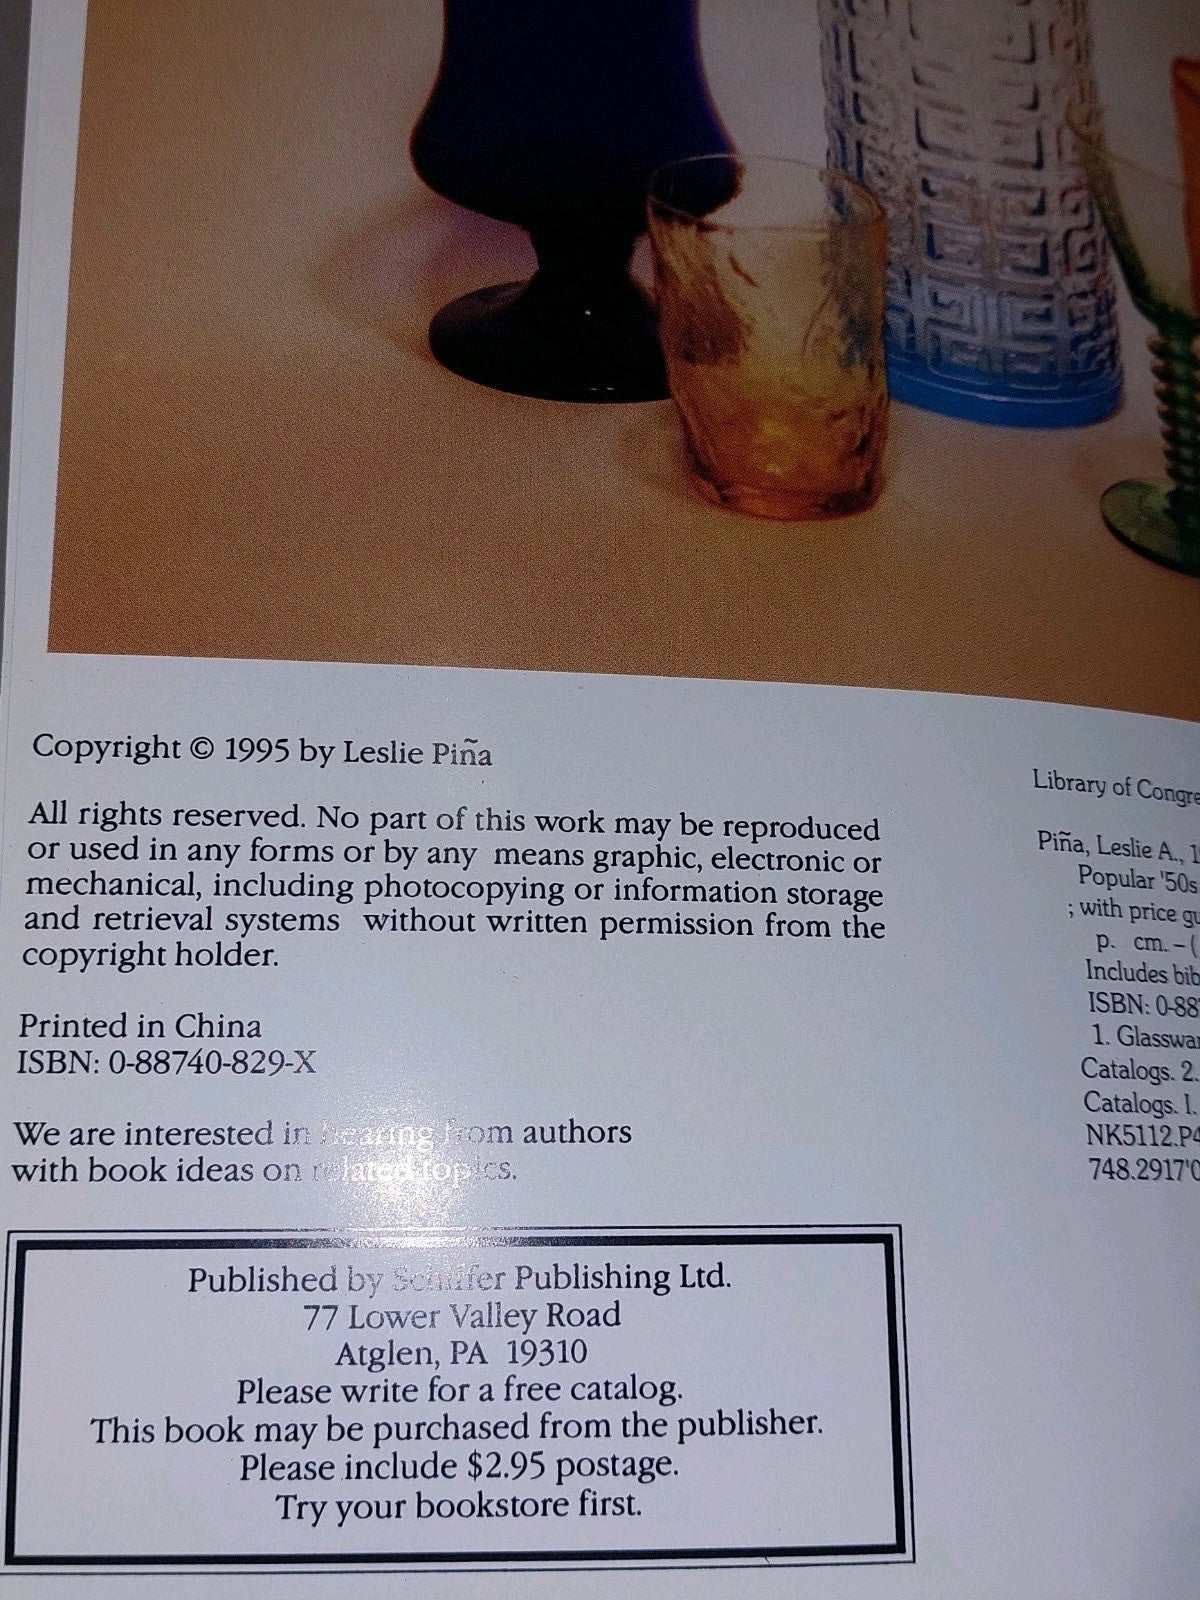 Copyright © 1995 by Leslie Piña
All rights reserved. No part of this work may be reproduced
or used in any forms or by any means graphic, electronic or
mechanical, including photocopying or information storage
and retrieval systems without written permission from the
copyright holder.
Printed in China
ISBN: 0-88740-829-X
We are interested in hearing from authors
with book ideas on related topics.
Published by Schiffer Publishing Ltd.
77 Lower Valley Road
Atglen, PA 19310
Please write for a free catalog.
This book may be purchased from the publisher.
Please include $2.95 postage.
Try your bookstore first.
Library of Congre
Piña, Leslie A., 1
Popular '50s
; with price gu
p. cm. – (
Includes bib
ISBN: 0-88
1. Glasswar
Catalogs. 2.
Catalogs. I.
NK5112.P4
748.2917'0